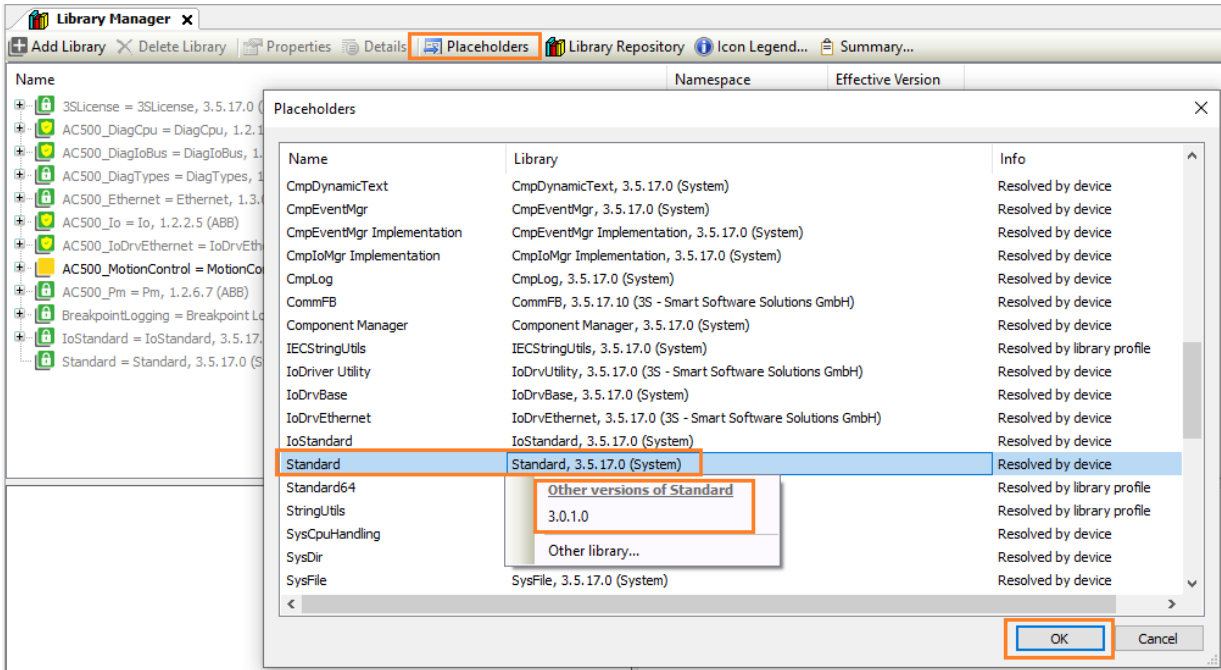 Library Manager
Add Library Delete Library Properties Details Placeholders Library Repository Icon Legend... Summary...
Name Namespace Effective Version
3SLicense = 3SLicense, 3.5.17.0 (
AC500_DiagCpu = DiagCpu, 1.2.1
AC500_DiagIoBus = DiagIoBus, 1.
AC500_DiagTypes = DiagTypes, 1
AC500_Ethernet = Ethernet, 1.3.
AC500_Io = Io, 1.2.2.5 (ABB)
AC500_IoDrvEthernet = IoDrvEth
AC500_MotionControl = MotionCo
AC500_Pm = Pm, 1.2.6.7 (ABB)
BreakpointLogging = Breakpoint Lo
IoStandard = IoStandard, 3.5.17.
Standard = Standard, 3.5.17.0 (S
Placeholders
Name Library Info
CmpDynamicText CmpDynamicText, 3.5.17.0 (System) Resolved by device
CmpEventMgr CmpEventMgr, 3.5.17.0 (System) Resolved by device
CmpEventMgr Implementation CmpEventMgr Implementation, 3.5.17.0 (System) Resolved by device
CmpIoMgr Implementation CmpIoMgr Implementation, 3.5.17.0 (System) Resolved by device
CmpLog CmpLog, 3.5.17.0 (System) Resolved by device
CommFB CommFB, 3.5.17.10 (3S - Smart Software Solutions GmbH) Resolved by device
Component Manager Component Manager, 3.5.17.0 (System) Resolved by device
IECStringUtils IECStringUtils, 3.5.17.0 (System) Resolved by library profile
IoDriver Utility IoDrvUtility, 3.5.17.0 (3S - Smart Software Solutions GmbH) Resolved by device
IoDrvBase IoDrvBase, 3.5.17.0 (System) Resolved by device
IoDrvEthernet IoDrvEthernet, 3.5.17.0 (3S - Smart Software Solutions GmbH) Resolved by device
IoStandard IoStandard, 3.5.17.0 (System) Resolved by device
Standard Standard, 3.5.17.0 (System) Resolved by device
Standard64 Resolved by library profile
StringUtils Resolved by library profile
SysCpuHandling Resolved by device
SysDir Resolved by device
SysFile SysFile, 3.5.17.0 (System) Resolved by device
Other versions of Standard
3.0.1.0
Other library...
OK Cancel